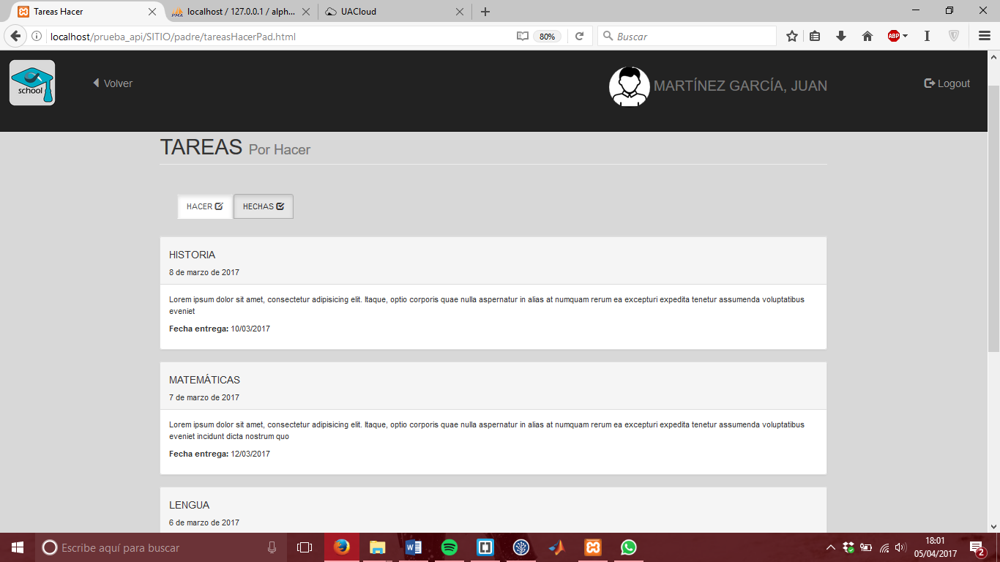 Tareas Hacer
localhost / 127.0.0.1 / alph...
UACloud
localhost/prueba_api/SITIO/padre/tareasHacerPad.html
80%
Buscar
ABP
school
Volver
MARTÍNEZ GARCÍA, JUAN
Logout
TAREAS Por Hacer
HACER
HECHAS
HISTORIA
8 de marzo de 2017
Lorem ipsum dolor sit amet, consectetur adipisicing elit. Itaque, optio corporis quae nulla aspernatur in alias at numquam rerum ea excepturi expedita tenetur assumenda voluptatibus
eveniet
Fecha entrega: 10/03/2017
MATEMÁTICAS
7 de marzo de 2017
Lorem ipsum dolor sit amet, consectetur adipisicing elit. Itaque, optio corporis quae nulla aspernatur in alias at numquam rerum ea excepturi expedita tenetur assumenda voluptatibus
eveniet incidunt dicta nostrum quo
Fecha entrega: 12/03/2017
LENGUA
6 de marzo de 2017
Escribe aquí para buscar
18:01
05/04/2017
2